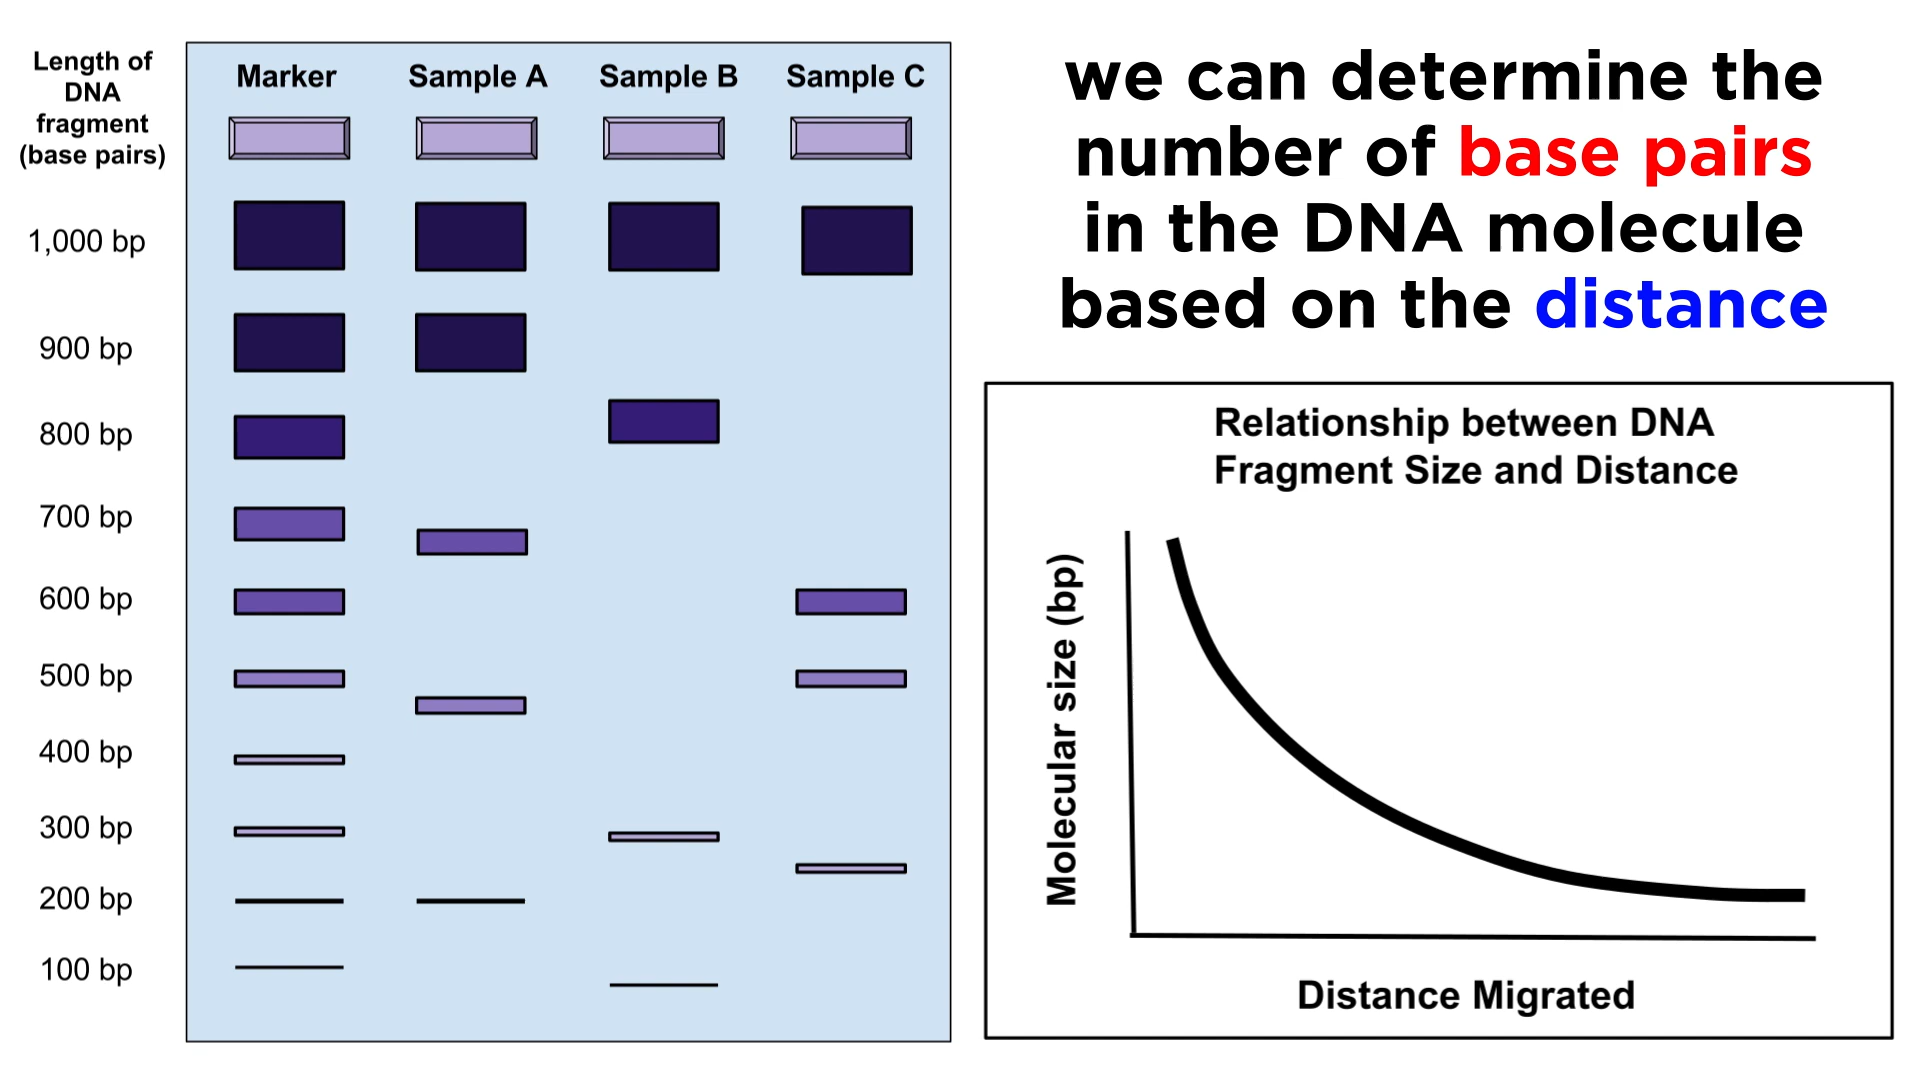 Length of
DNA
fragment
(base pairs)
Marker
Sample A
Sample B
Sample C
1,000 bp
900 bp
800 bp
700 bp
600 bp
500 bp
400 bp
300 bp
200 bp
100 bp
we can determine the
number of base pairs
in the DNA molecule
based on the distance
Relationship between DNA
Fragment Size and Distance
Molecular size (bp)
Distance Migrated